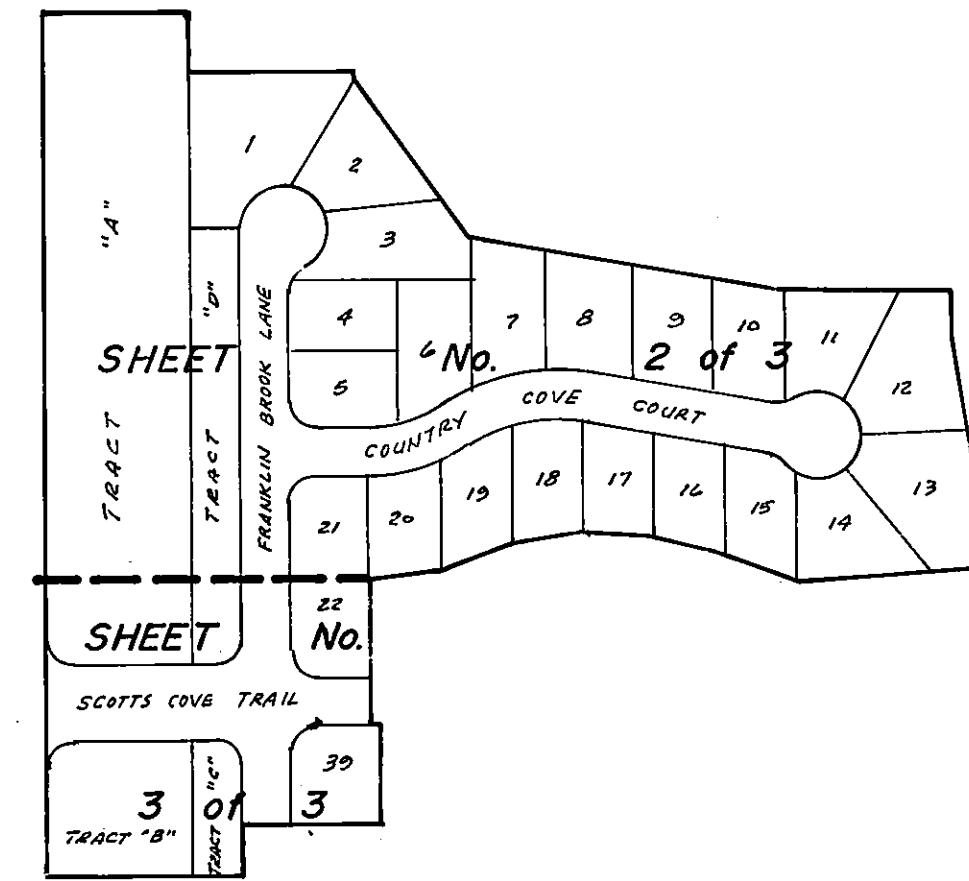 1
2
"A"
3
"D"
4
7
8
9
10
11
SHEET No. 2 of 3
6
5
12
COUNTRY COVE COURT
FRANKLIN BROOK LANE
TRACT
TRACT
21
20
19
18
17
16
15
14
13
22
SHEET No.
SCOTTS COVE TRAIL
39
3 of 3
TRACT "B"
TRACT "C"